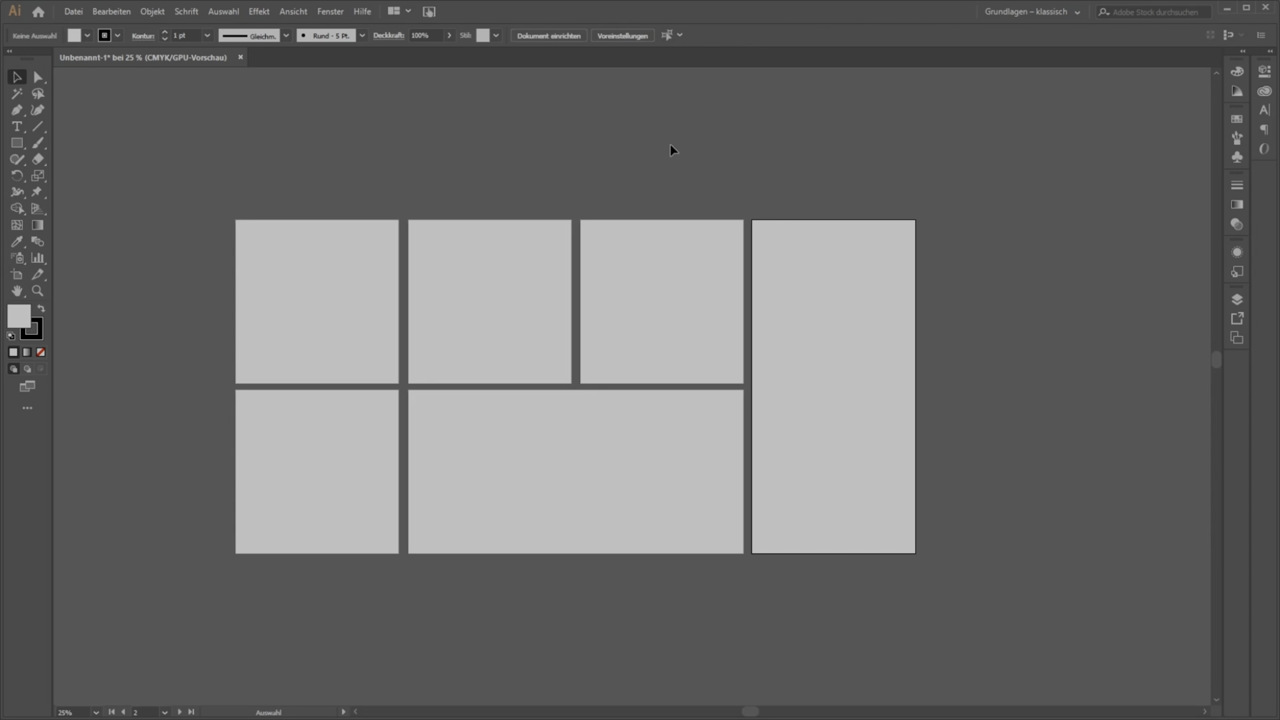 Ai
Datei Bearbeiten Objekt Schrift Auswahl Effekt Ansicht Fenster Hilfe
Grundlagen – klassisch
Adobe Stock durchsuchen
Keine Auswahl
Kontur:
1 pt
Gleichm.
Rund - 5 Pt.
Deckkraft:
100%
Stil:
Dokument einrichten
Voreinstellungen
Unbenannt-1* bei 25 % (CMYK/GPU-Vorschau)
25%
2
Auswahl